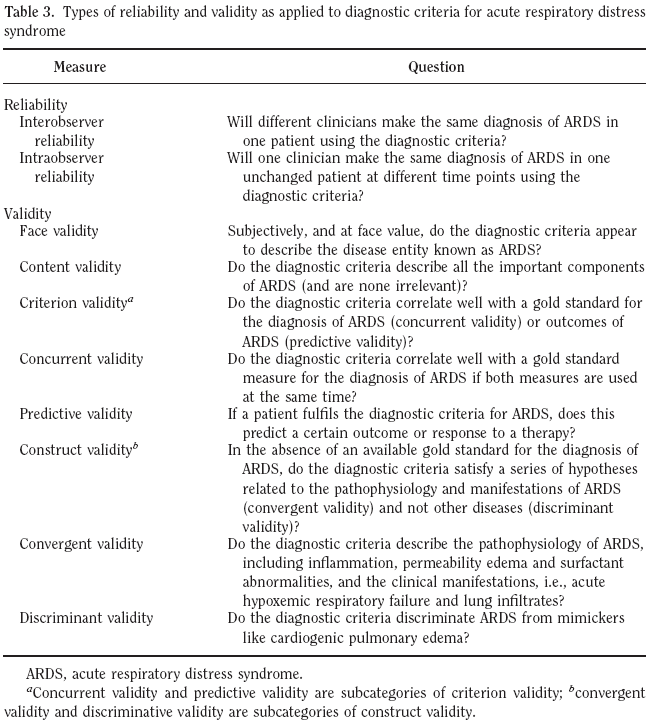 Table 3. Types of reliability and validity as applied to diagnostic criteria for acute respiratory distress
syndrome
Measure Question
Reliability
Interobserver Will different clinicians make the same diagnosis of ARDS in
reliability one patient using the diagnostic criteria?
Intraobserver Will one clinician make the same diagnosis of ARDS in one
reliability unchanged patient at different time points using the
diagnostic criteria?
Validity
Face validity Subjectively, and at face value, do the diagnostic criteria appear
to describe the disease entity known as ARDS?
Content validity Do the diagnostic criteria describe all the important components
of ARDS (and are none irrelevant)?
Criterion validityᵃ Do the diagnostic criteria correlate well with a gold standard for
the diagnosis of ARDS (concurrent validity) or outcomes of
ARDS (predictive validity)?
Concurrent validity Do the diagnostic criteria correlate well with a gold standard
measure for the diagnosis of ARDS if both measures are used
at the same time?
Predictive validity If a patient fulfils the diagnostic criteria for ARDS, does this
predict a certain outcome or response to a therapy?
Construct validityᵇ In the absence of an available gold standard for the diagnosis of
ARDS, do the diagnostic criteria satisfy a series of hypotheses
related to the pathophysiology and manifestations of ARDS
(convergent validity) and not other diseases (discriminant
validity)?
Convergent validity Do the diagnostic criteria describe the pathophysiology of ARDS,
including inflammation, permeability edema and surfactant
abnormalities, and the clinical manifestations, i.e., acute
hypoxemic respiratory failure and lung infiltrates?
Discriminant validity Do the diagnostic criteria discriminate ARDS from mimickers
like cardiogenic pulmonary edema?
ARDS, acute respiratory distress syndrome.
ᵃConcurrent validity and predictive validity are subcategories of criterion validity; ᵇconvergent
validity and discriminative validity are subcategories of construct validity.